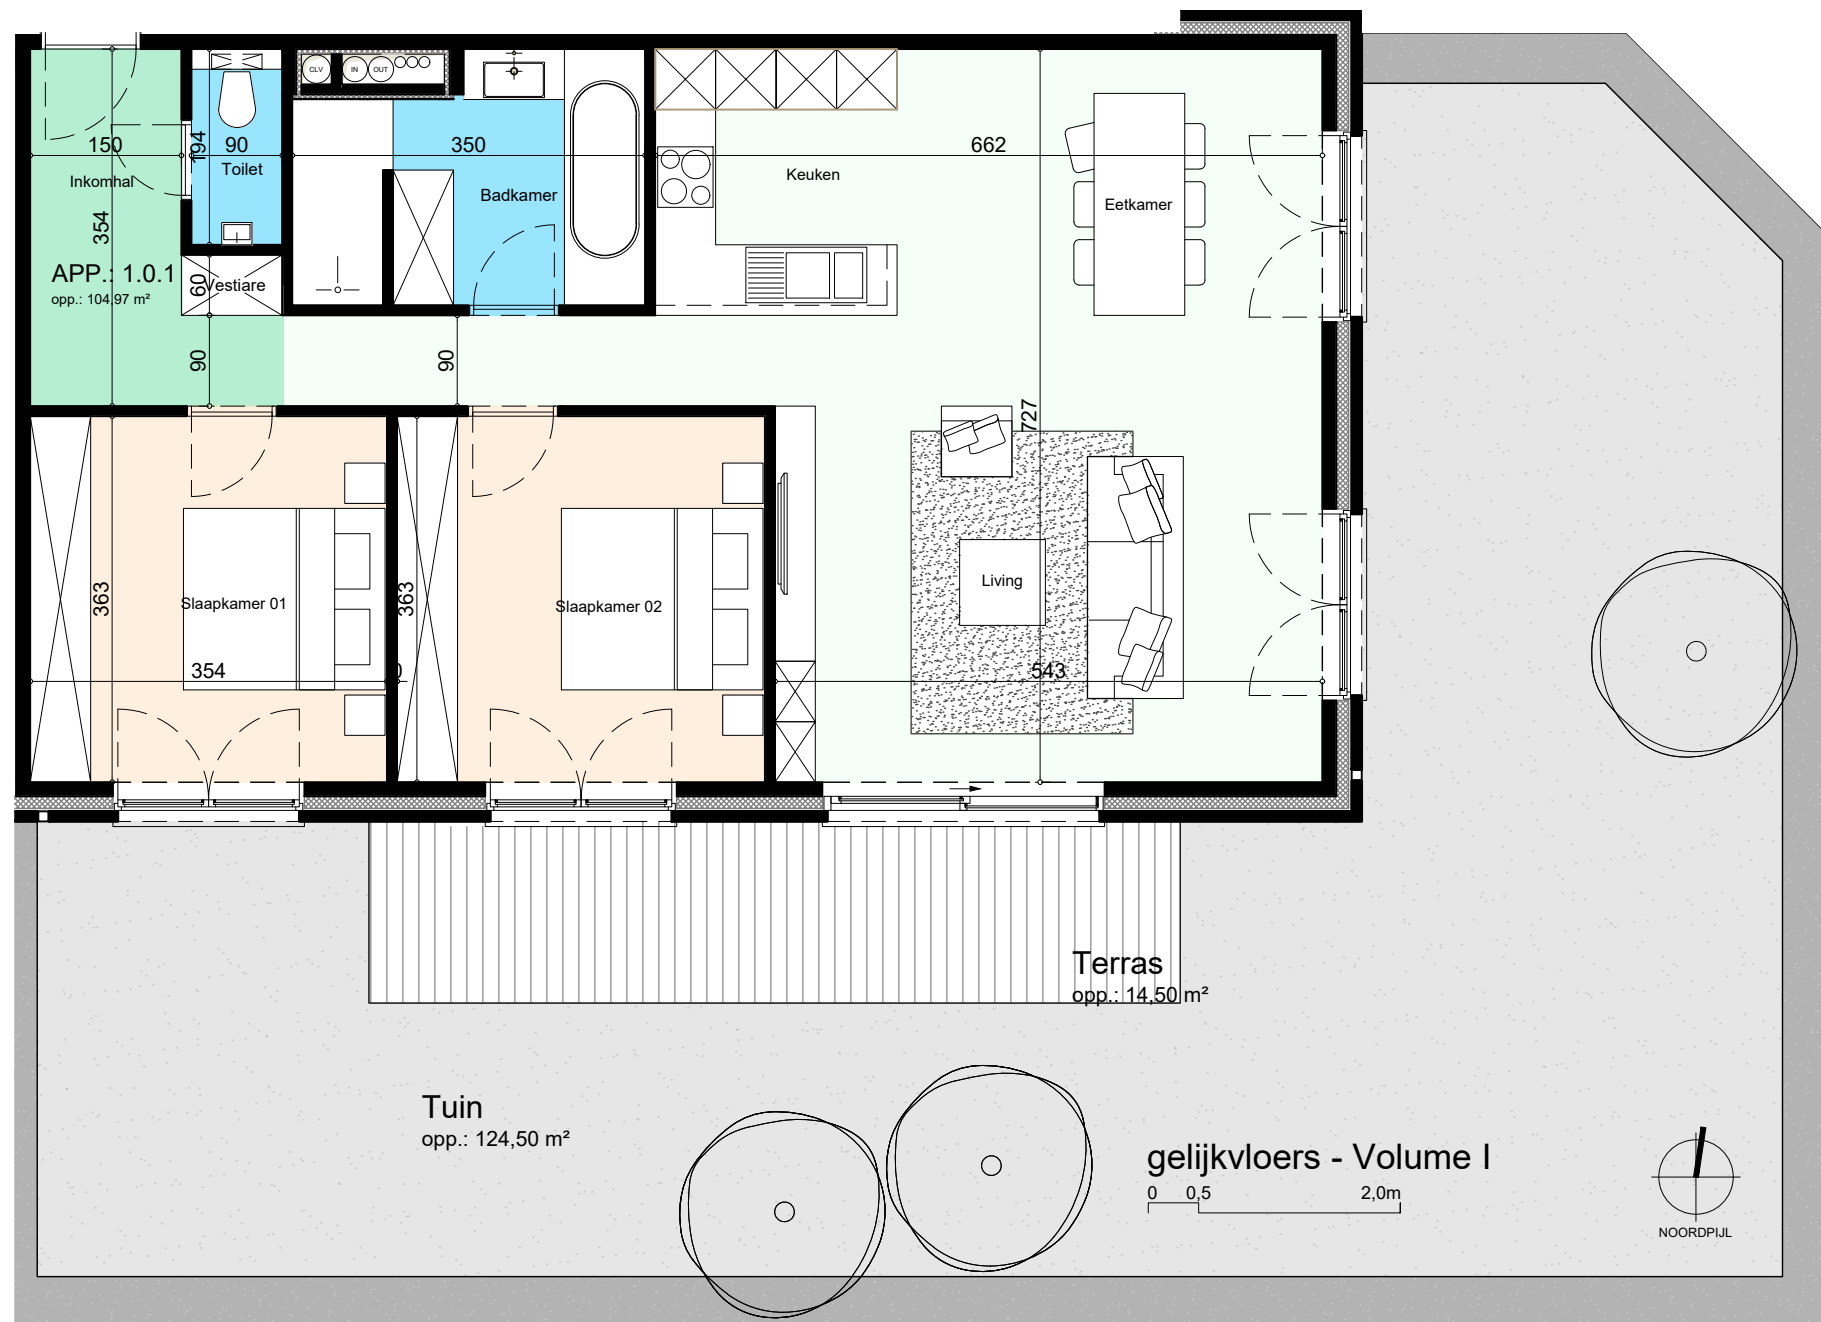 CLV
IN
OUT
150
194
90
Toilet
350
662
Inkomhal
Badkamer
Keuken
Eetkamer
354
APP.: 1.0.1
opp.: 104,97 m²
60
Vestiare
90
90
727
363
Slaapkamer 01
363
Slaapkamer 02
Living
354
0
543
Terras
opp.: 14,50 m²
Tuin
opp.: 124,50 m²
gelijkvloers - Volume I
0 0,5 2,0m
NOORDPIJL